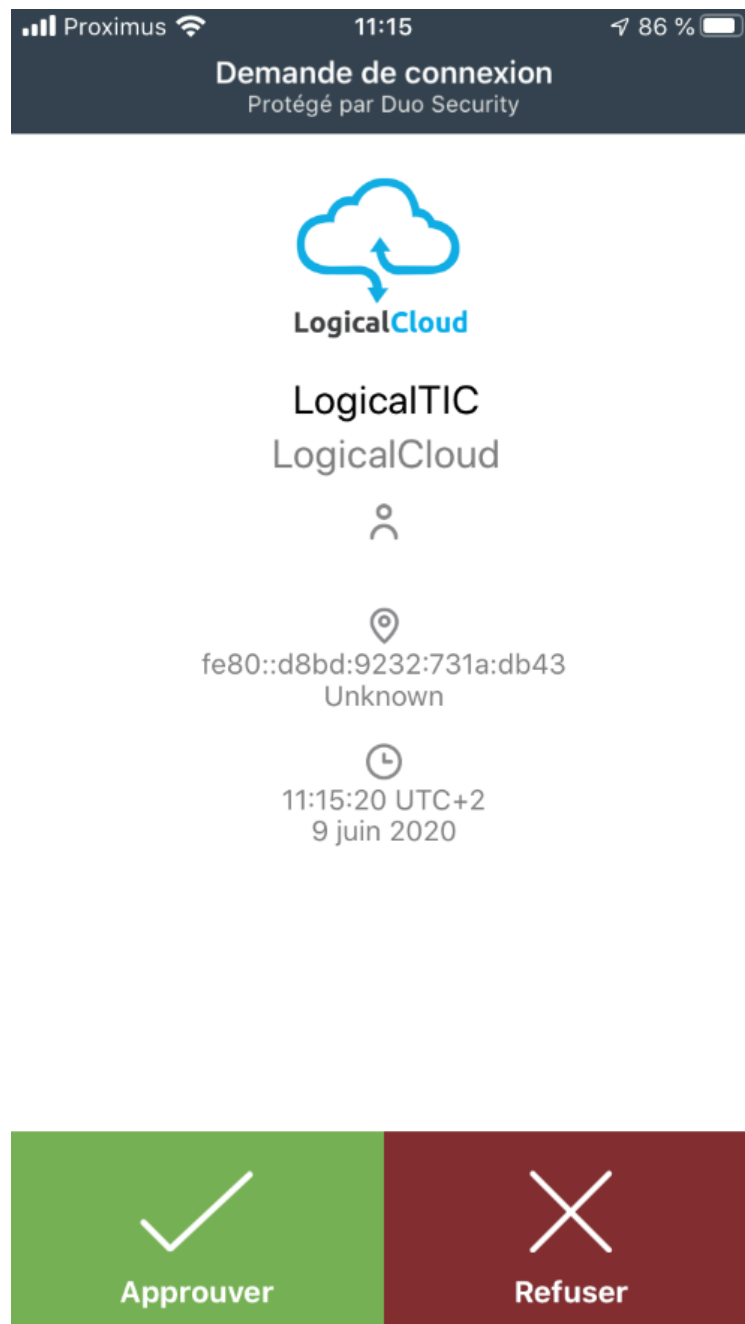 Proximus 11:15 86 %
Demande de connexion
Protégé par Duo Security
LogicalCloud
LogicalTIC
LogicalCloud
fe80::d8bd:9232:731a:db43
Unknown
11:15:20 UTC+2
9 juin 2020
Approuver Refuser